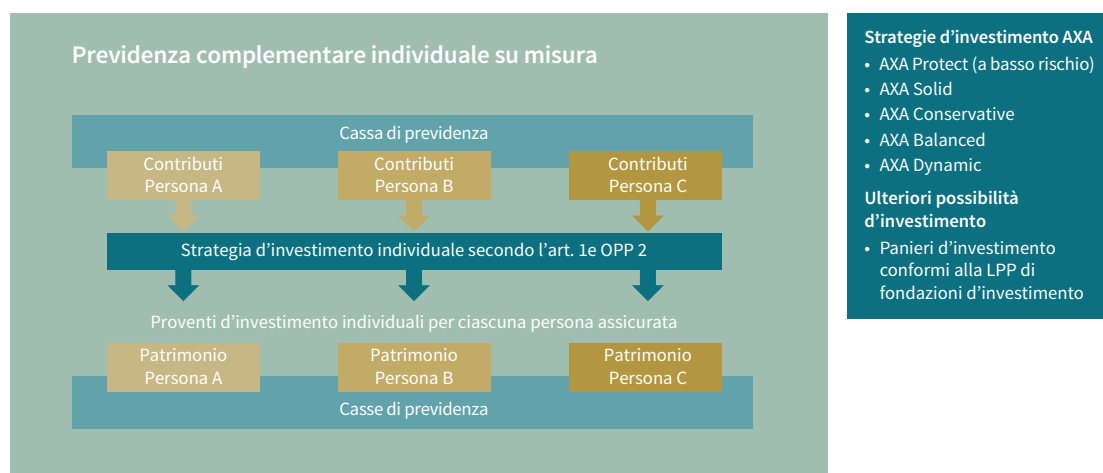 Previdenza complementare individuale su misura
Cassa di previdenza
Contributi
Persona A
Contributi
Persona B
Contributi
Persona C
Strategia d’investimento individuale secondo l’art. 1e OPP 2
Proventi d’investimento individuali per ciascuna persona assicurata
Patrimonio
Persona A
Patrimonio
Persona B
Patrimonio
Persona C
Casse di previdenza
Strategie d’investimento AXA
• AXA Protect (a basso rischio)
• AXA Solid
• AXA Conservative
• AXA Balanced
• AXA Dynamic
Ulteriori possibilità
d’investimento
• Panieri d’investimento
conformi alla LPP di
fondazioni d’investimento